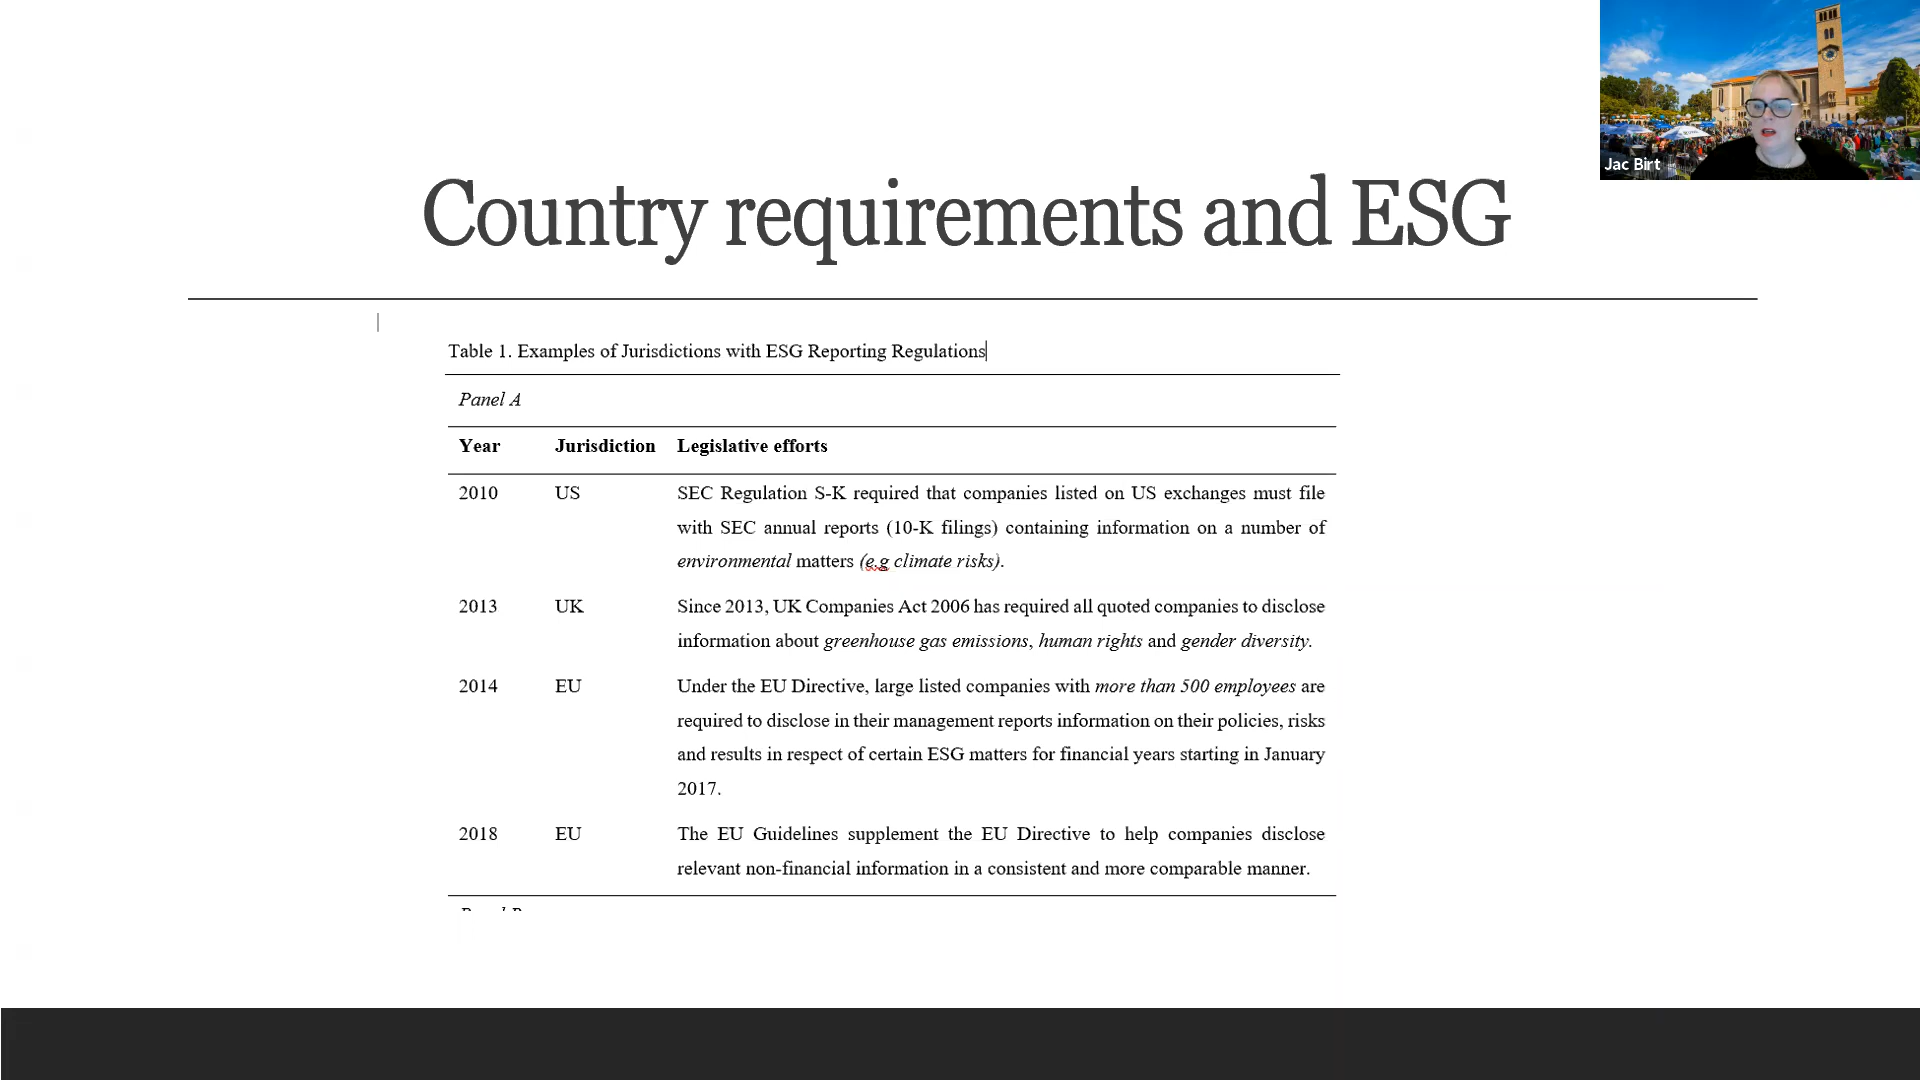 Jac Birt
Country requirements and ESG
Table 1. Examples of Jurisdictions with ESG Reporting Regulations
Panel A
Year Jurisdiction Legislative efforts
2010 US SEC Regulation S-K required that companies listed on US exchanges must file
with SEC annual reports (10-K filings) containing information on a number of
environmental matters (e.g climate risks).
2013 UK Since 2013, UK Companies Act 2006 has required all quoted companies to disclose
information about greenhouse gas emissions, human rights and gender diversity.
2014 EU Under the EU Directive, large listed companies with more than 500 employees are
required to disclose in their management reports information on their policies, risks
and results in respect of certain ESG matters for financial years starting in January
2017.
2018 EU The EU Guidelines supplement the EU Directive to help companies disclose
relevant non-financial information in a consistent and more comparable manner.